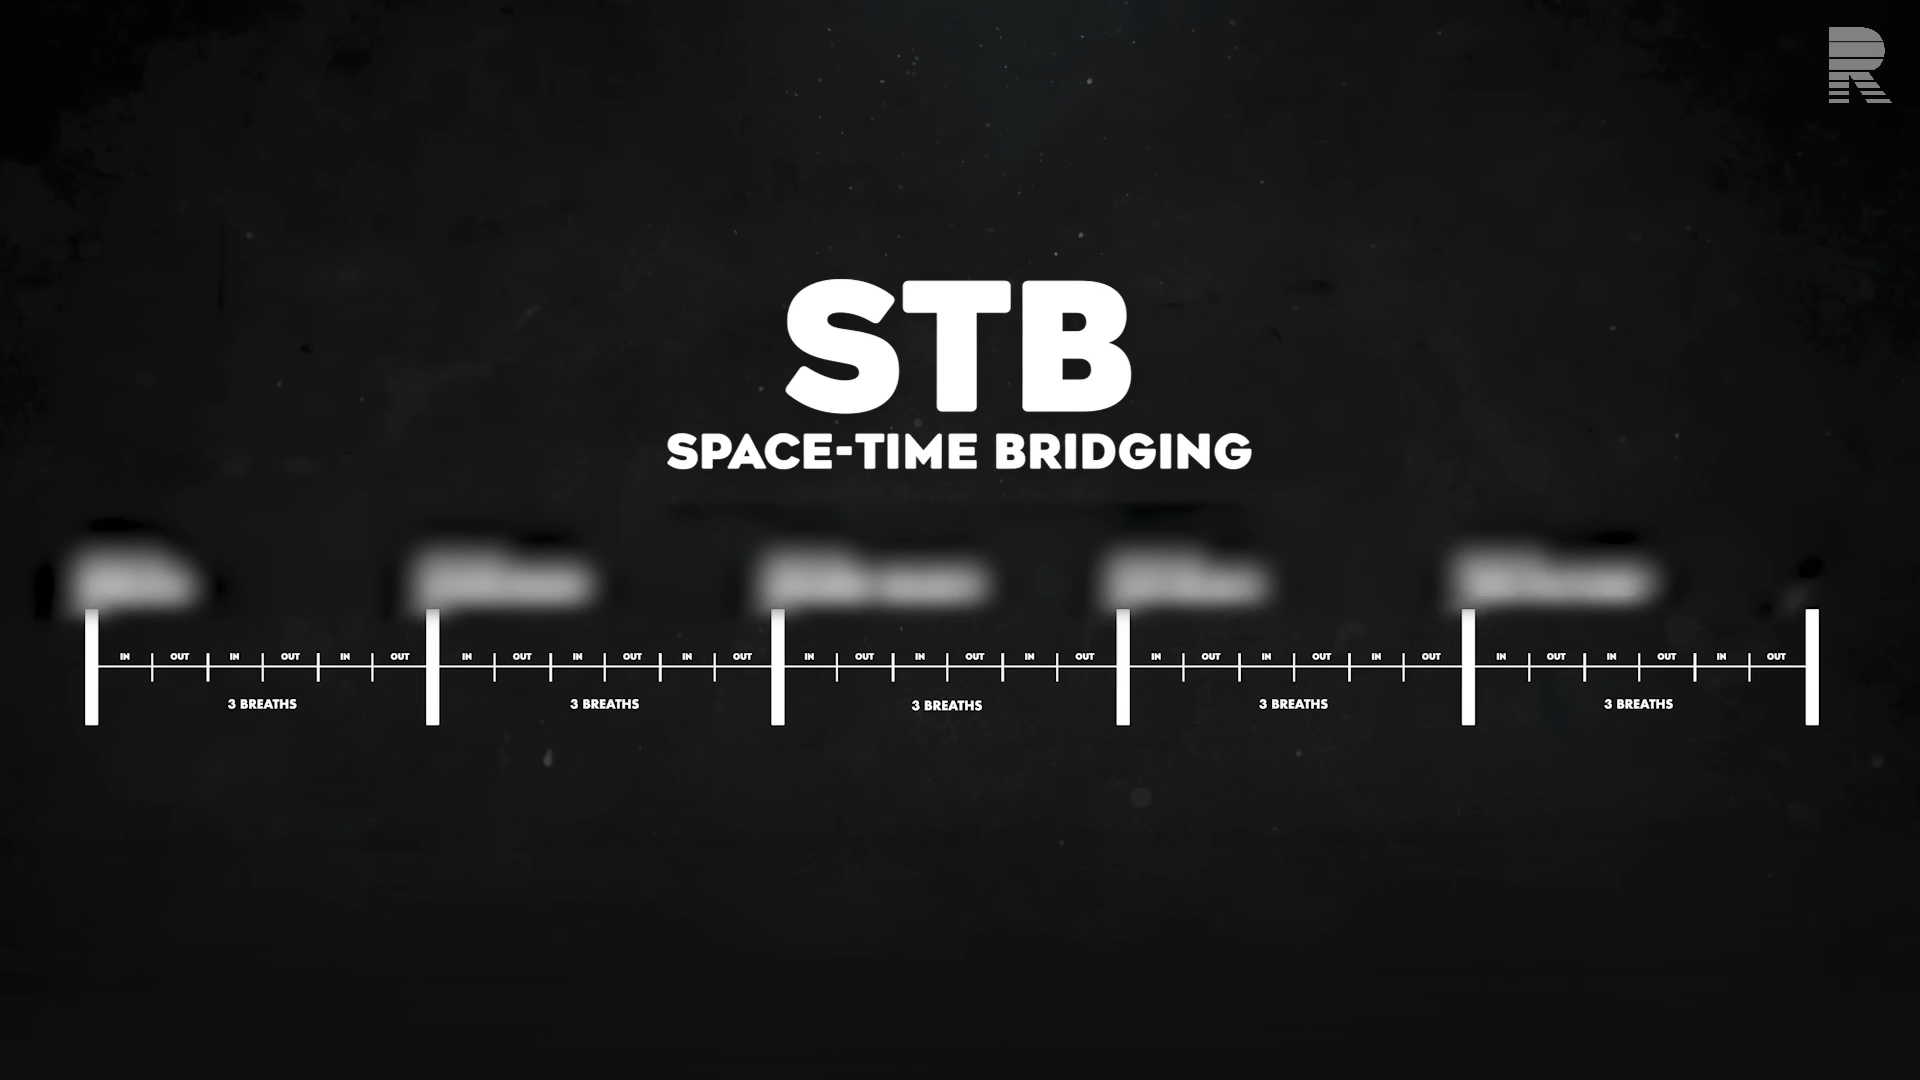 R
STB
SPACE-TIME BRIDGING
IN OUT IN OUT IN OUT IN OUT IN OUT IN OUT IN OUT IN OUT IN OUT IN OUT IN OUT IN OUT IN OUT IN OUT IN OUT
3 BREATHS 3 BREATHS 3 BREATHS 3 BREATHS 3 BREATHS